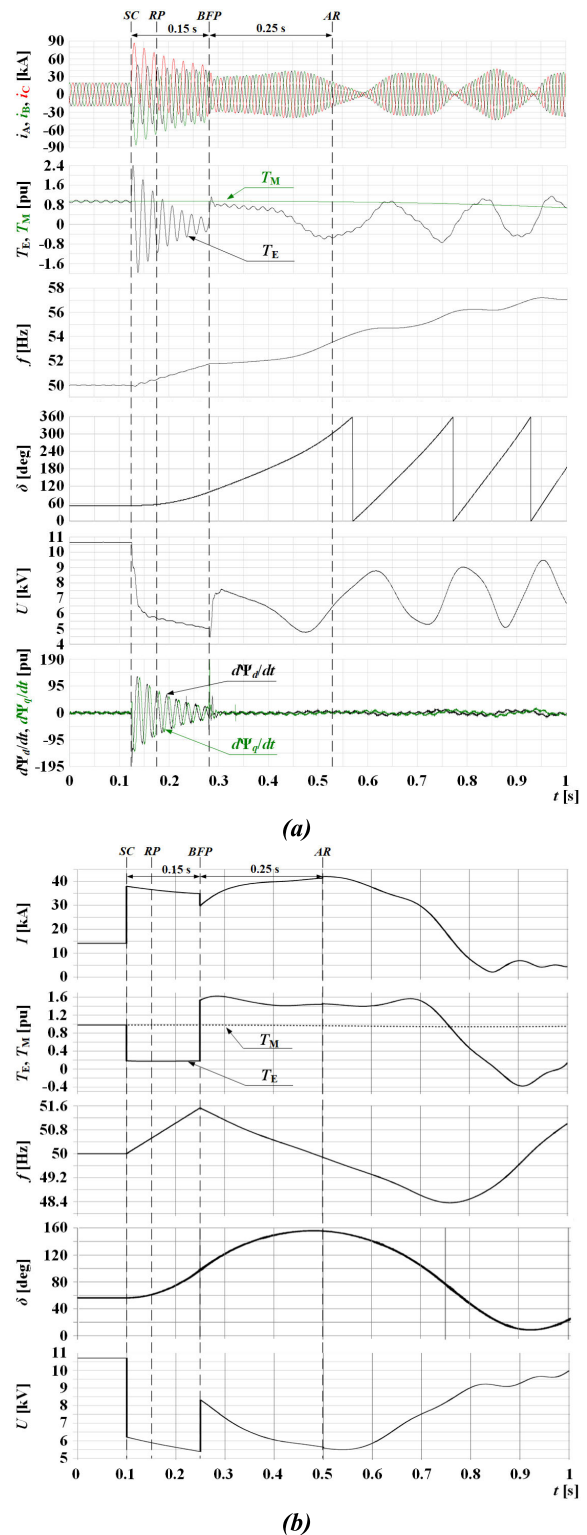 SC RP BFP AR
0.15 s 0.25 s
iA, iB, iC [kA]
90
60
30
0
-30
-60
-90
TE, TM [pu]
2.4
1.6
0.8
0
-0.8
-1.6
TM
TE
f [Hz]
58
56
54
52
50
δ [deg]
360
300
240
180
120
60
0
U [kV]
11
10
9
8
7
6
5
4
dΨd/dt, dΨq/dt [pu]
190
95
0
-95
-195
dΨd/dt
dΨq/dt
0 0.1 0.2 0.3 0.4 0.5 0.6 0.7 0.8 0.9 1
t [s]
(a)
SC RP BFP AR
0.15 s 0.25 s
I [kA]
40
30
20
10
0
TE, TM [pu]
1.6
1.2
0.8
0.4
0
-0.4
TM
TE
f [Hz]
51.6
50.8
50
49.2
48.4
δ [deg]
160
120
80
40
0
U [kV]
11
10
9
8
7
6
5
0 0.1 0.2 0.3 0.4 0.5 0.6 0.7 0.8 0.9 1
t [s]
(b)